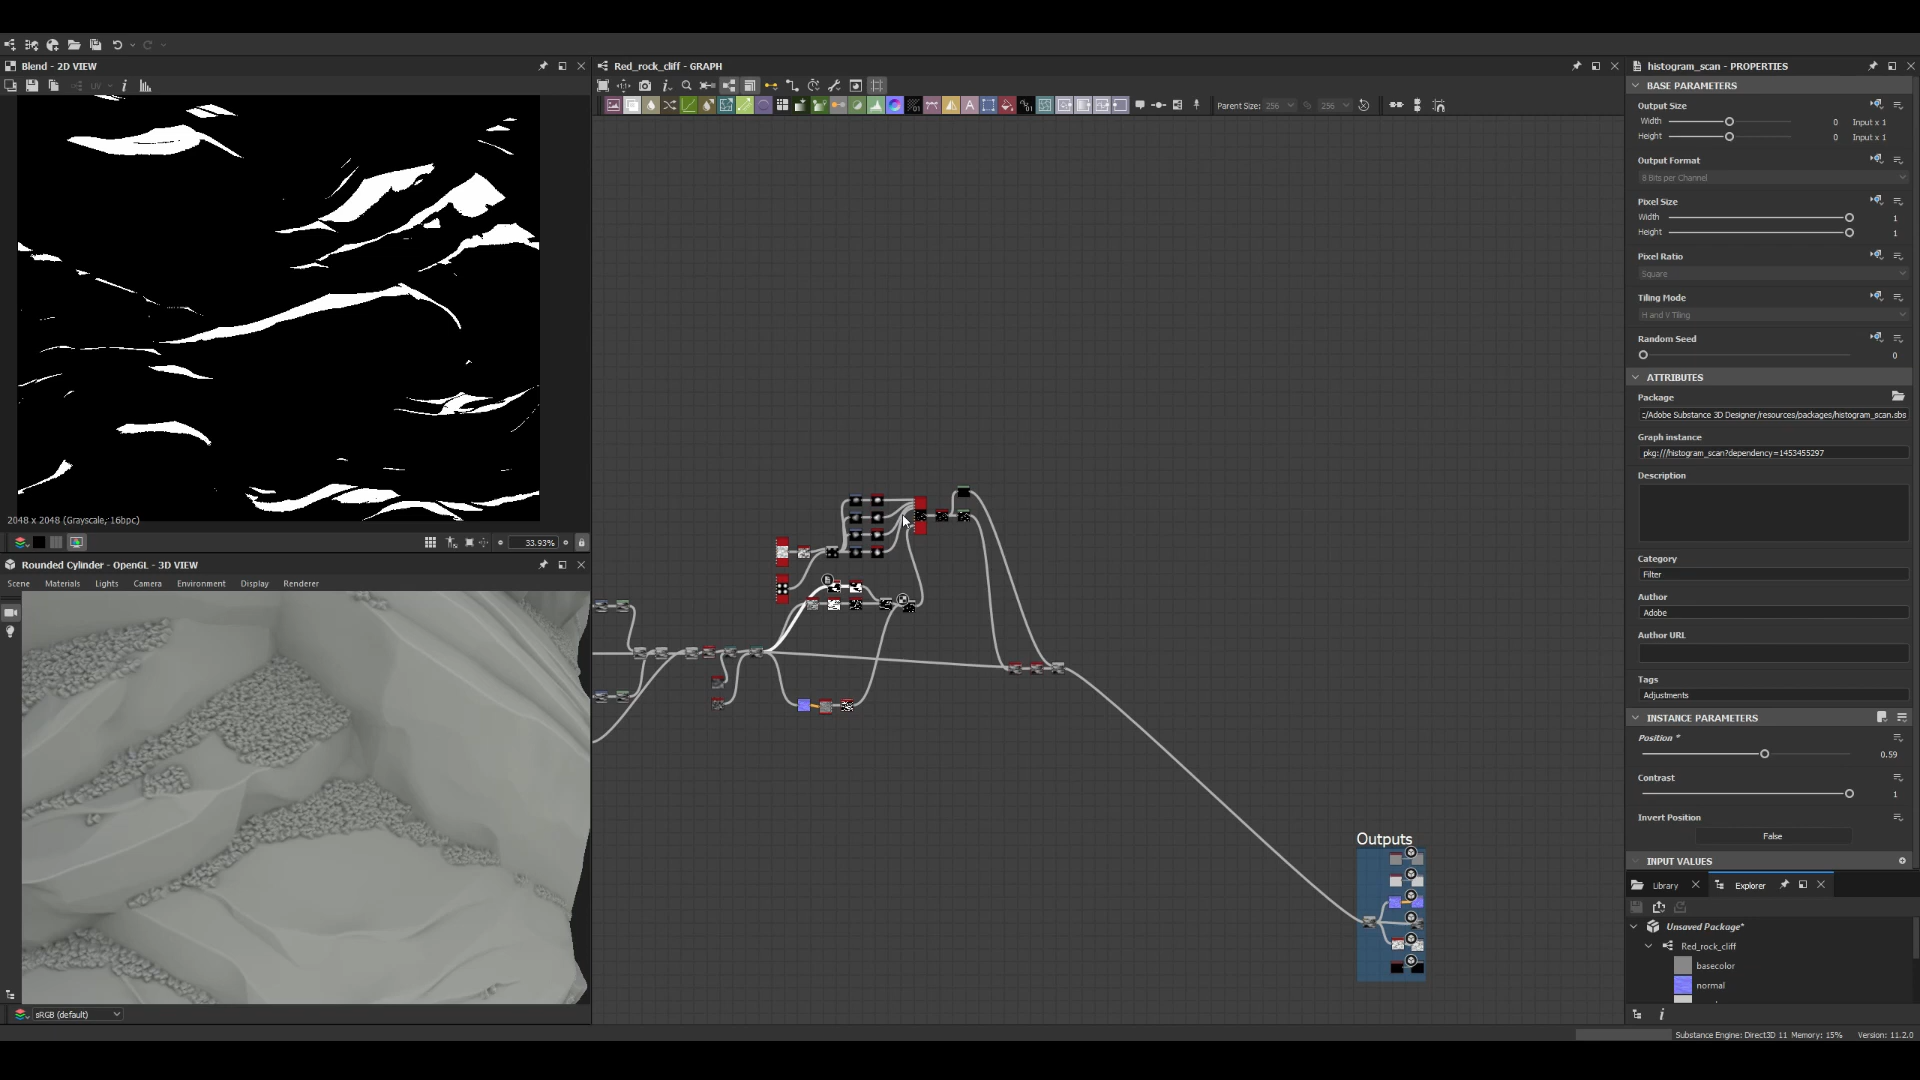 Blend - 2D VIEW
UV
2048 x 2048 (Grayscale, 16bpc)
33.93%
Rounded Cylinder - OpenGL - 3D VIEW
Scene Materials Lights Camera Environment Display Renderer
sRGB (default)
Red_rock_cliff - GRAPH
Parent Size: 256 256
Outputs
histogram_scan - PROPERTIES
BASE PARAMETERS
Output Size
Width 0 Input x 1
Height 0 Input x 1
Output Format
8 Bits per Channel
Pixel Size
Width 1
Height 1
Pixel Ratio
Square
Tiling Mode
H and V Tiling
Random Seed
0
ATTRIBUTES
Package
:/Adobe Substance 3D Designer/resources/packages/histogram_scan.sbs
Graph instance
pkg:///histogram_scan?dependency=1453455297
Description
Category
Filter
Author
Adobe
Author URL
Tags
Adjustments
INSTANCE PARAMETERS
Position *
0.59
Contrast
1
Invert Position
False
INPUT VALUES
Library Explorer
Unsaved Package*
Red_rock_cliff
basecolor
normal
Substance Engine: Direct3D 11 Memory: 15% Version: 11.2.0